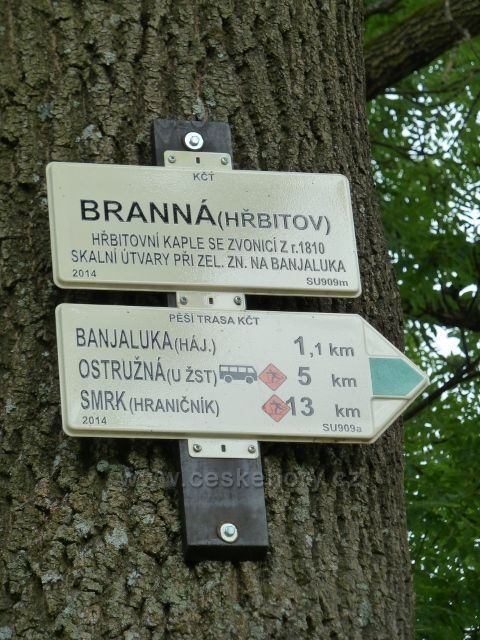 KČT
BRANNÁ(HŘBITOV)
HŘBITOVNÍ KAPLE SE ZVONICÍ Z r.1810
SKALNÍ ÚTVARY PŘI ZEL. ZN. NA BANJALUKA
2014 SU909m
PĚŠÍ TRASA KČT
BANJALUKA(HÁJ.) 1,1 km
OSTRUŽNÁ(U ŽST) 5 km
SMRK(HRANIČNÍK) 13 km
2014 SU909a
www.ceskehory.cz